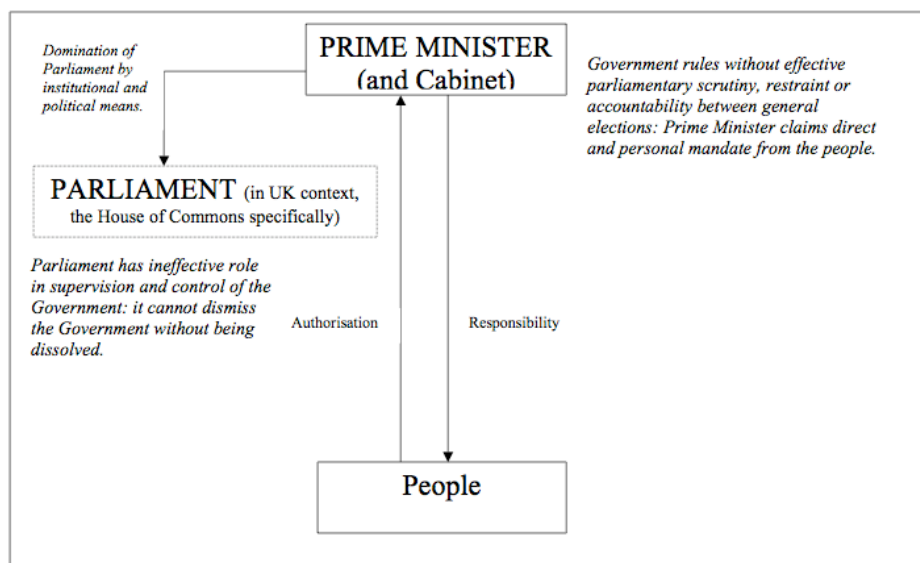 PRIME MINISTER
(and Cabinet)
Domination of
Parliament by
institutional and
political means.
Government rules without effective
parliamentary scrutiny, restraint or
accountability between general
elections: Prime Minister claims direct
and personal mandate from the people.
PARLIAMENT (in UK context,
the House of Commons specifically)
Parliament has ineffective role
in supervision and control of the
Government: it cannot dismiss
the Government without being
dissolved.
Authorisation
Responsibility
People